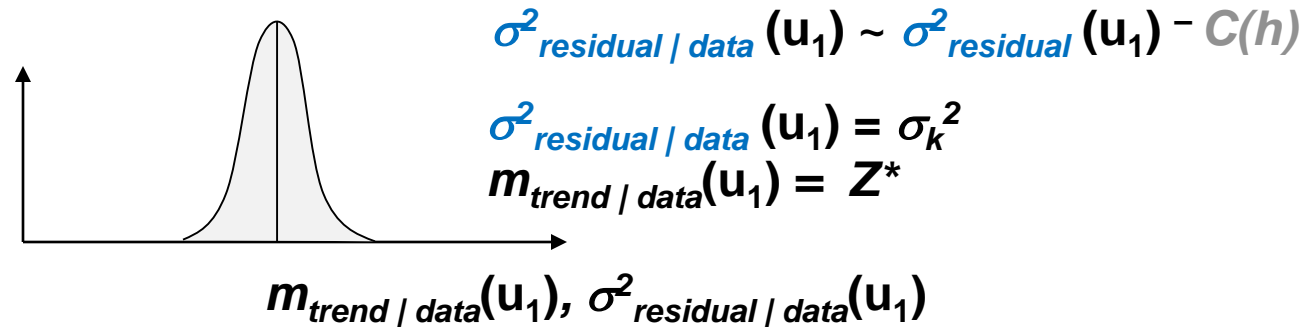 σ²residual | data (u₁) ~ σ²residual (u₁) – C(h)
σ²residual | data (u₁) = σk²
mtrend | data(u₁) = Z*
mtrend | data(u₁), σ²residual | data(u₁)